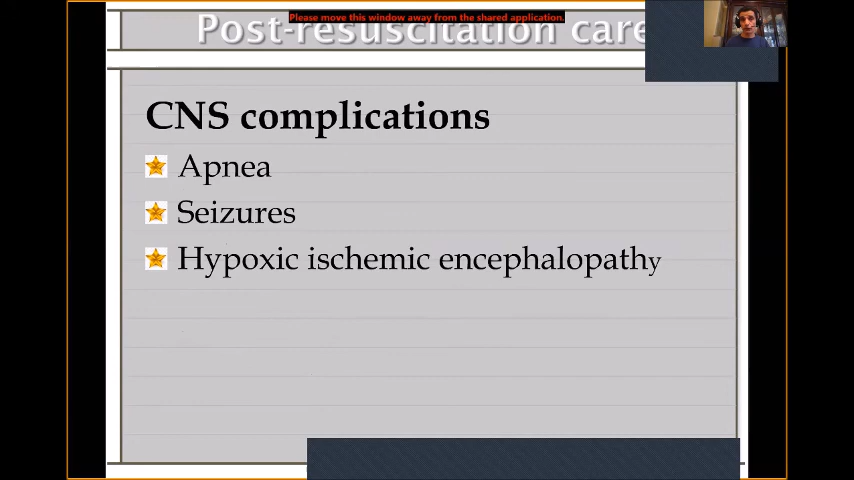 Please move this window away from the shared application.
Post-resuscitation care
CNS complications
Apnea
Seizures
Hypoxic ischemic encephalopathy